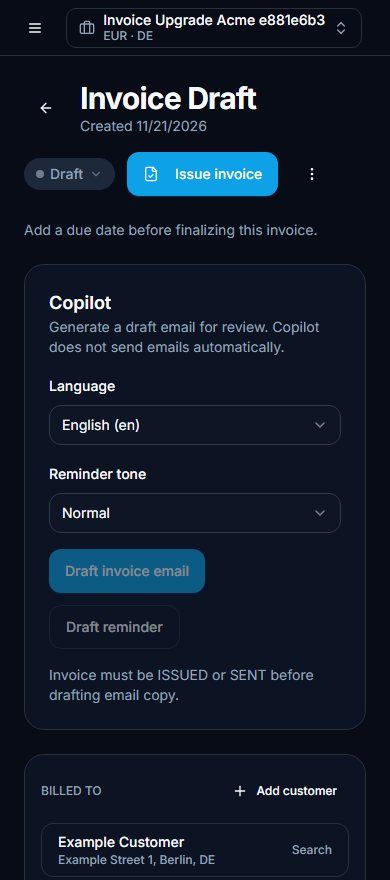 Invoice Upgrade Acme e881e6b3
EUR · DE
Invoice Draft
Created 11/21/2026
Draft
Issue invoice
Add a due date before finalizing this invoice.
Copilot
Generate a draft email for review. Copilot
does not send emails automatically.
Language
English (en)
Reminder tone
Normal
Draft invoice email
Draft reminder
Invoice must be ISSUED or SENT before
drafting email copy.
BILLED TO
Add customer
Example Customer
Search
Example Street 1, Berlin, DE